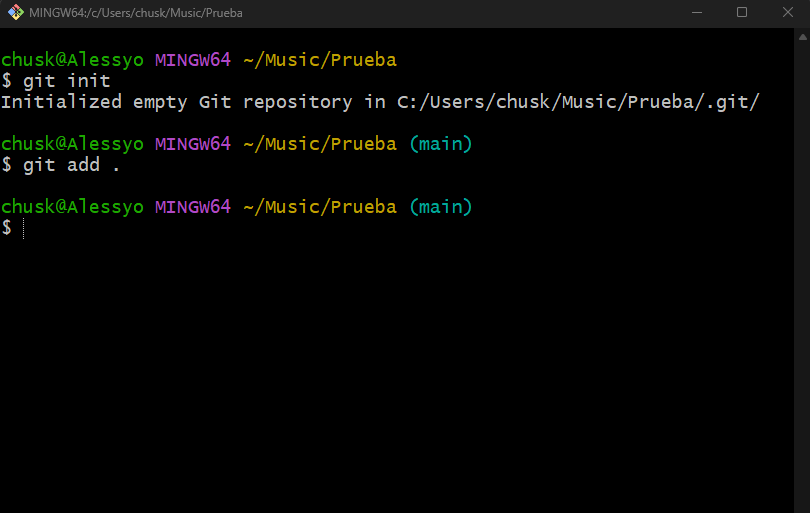 MINGW64:/c/Users/chusk/Music/Prueba
chusk@Alessyo MINGW64 ~/Music/Prueba
$ git init
Initialized empty Git repository in C:/Users/chusk/Music/Prueba/.git/
chusk@Alessyo MINGW64 ~/Music/Prueba (main)
$ git add .
chusk@Alessyo MINGW64 ~/Music/Prueba (main)
$